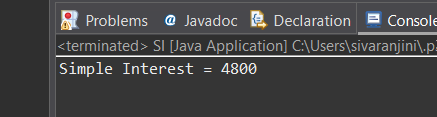 Problems @ Javadoc Declaration Console
<terminated> SI [Java Application] C:\Users\sivaranjini\.p
Simple Interest = 4800